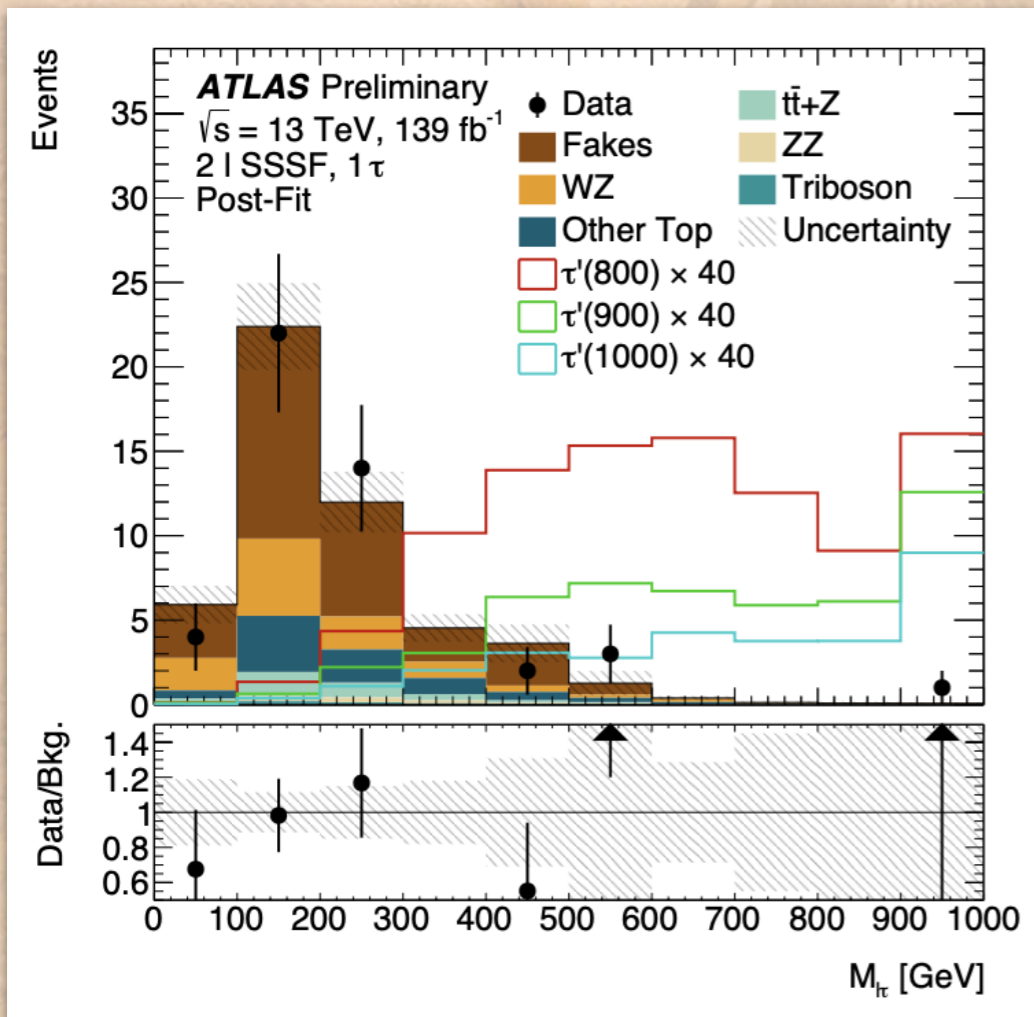 Events
35
30
25
20
15
10
5
0
ATLAS Preliminary
√s = 13 TeV, 139 fb⁻¹
2 l SSSF, 1τ
Post-Fit
Data
Fakes
WZ
Other Top
τ'(800) × 40
τ'(900) × 40
τ'(1000) × 40
tt̄+Z
ZZ
Triboson
Uncertainty
Data/Bkg.
1.4
1.2
1
0.8
0.6
0 100 200 300 400 500 600 700 800 900 1000
M_lτ [GeV]